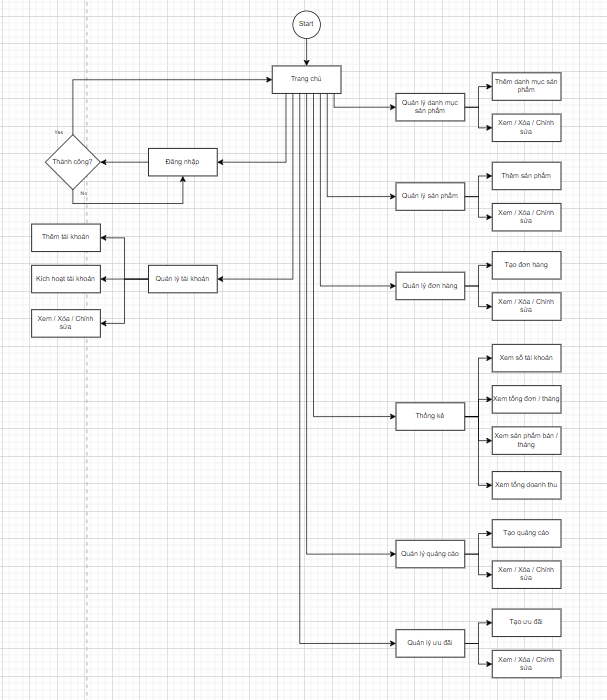 Start
Trang chủ
Quản lý danh mục
sản phẩm
Thêm danh mục sản
phẩm
Xem / Xóa / Chỉnh
sửa
Yes
Thành công?
Đăng nhập
No
Quản lý sản phẩm
Thêm sản phẩm
Xem / Xóa / Chỉnh
sửa
Thêm tài khoản
Kích hoạt tài khoản
Quản lý tài khoản
Xem / Xóa / Chỉnh
sửa
Quản lý đơn hàng
Tạo đơn hàng
Xem / Xóa / Chỉnh
sửa
Thống kê
Xem số tài khoản
Xem tổng đơn / tháng
Xem sản phẩm bán /
tháng
Xem tổng doanh thu
Quản lý quảng cáo
Tạo quảng cáo
Xem / Xóa / Chỉnh
sửa
Quản lý ưu đãi
Tạo ưu đãi
Xem / Xóa / Chỉnh
sửa